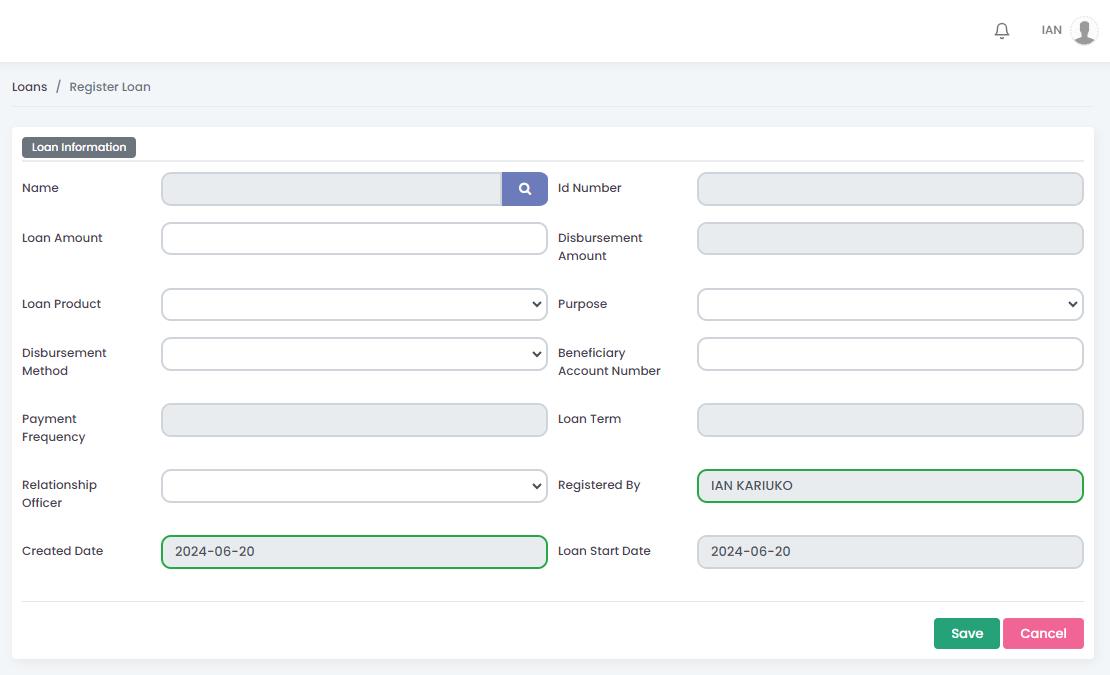 IAN
Loans / Register Loan
Loan Information
Name
Id Number
Loan Amount
Disbursement
Amount
Loan Product
Purpose
Disbursement
Method
Beneficiary
Account Number
Payment
Frequency
Loan Term
Relationship
Officer
Registered By
IAN KARIUKO
Created Date
2024-06-20
Loan Start Date
2024-06-20
Save
Cancel